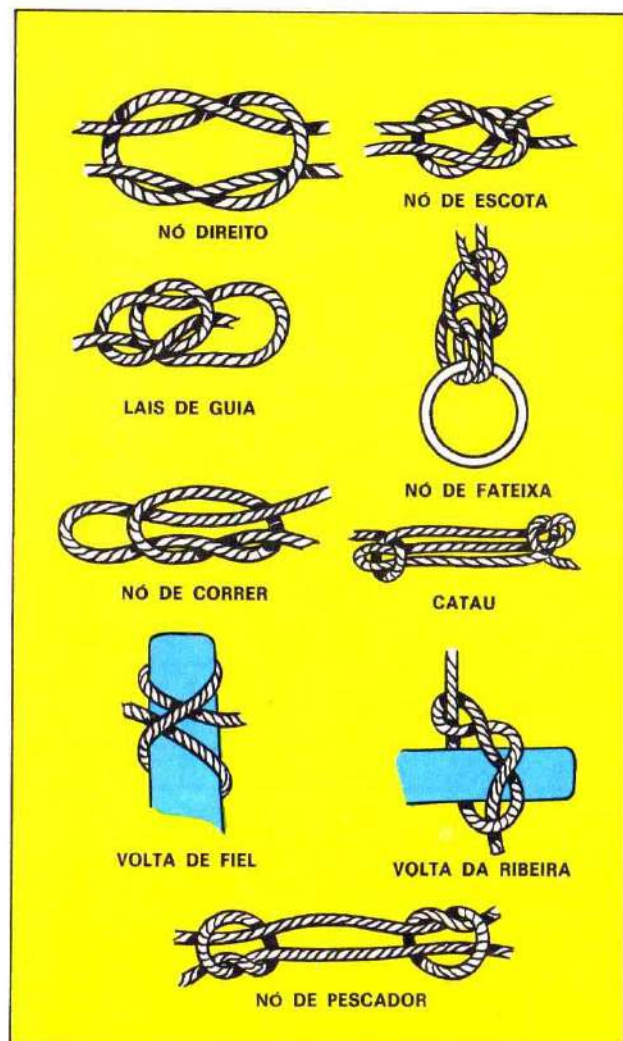 NÓ DIREITO
NÓ DE ESCOTA
LAIS DE GUIA
NÓ DE FATEIXA
NÓ DE CORRER
CATAU
VOLTA DE FIEL
VOLTA DA RIBEIRA
NÓ DE PESCADOR